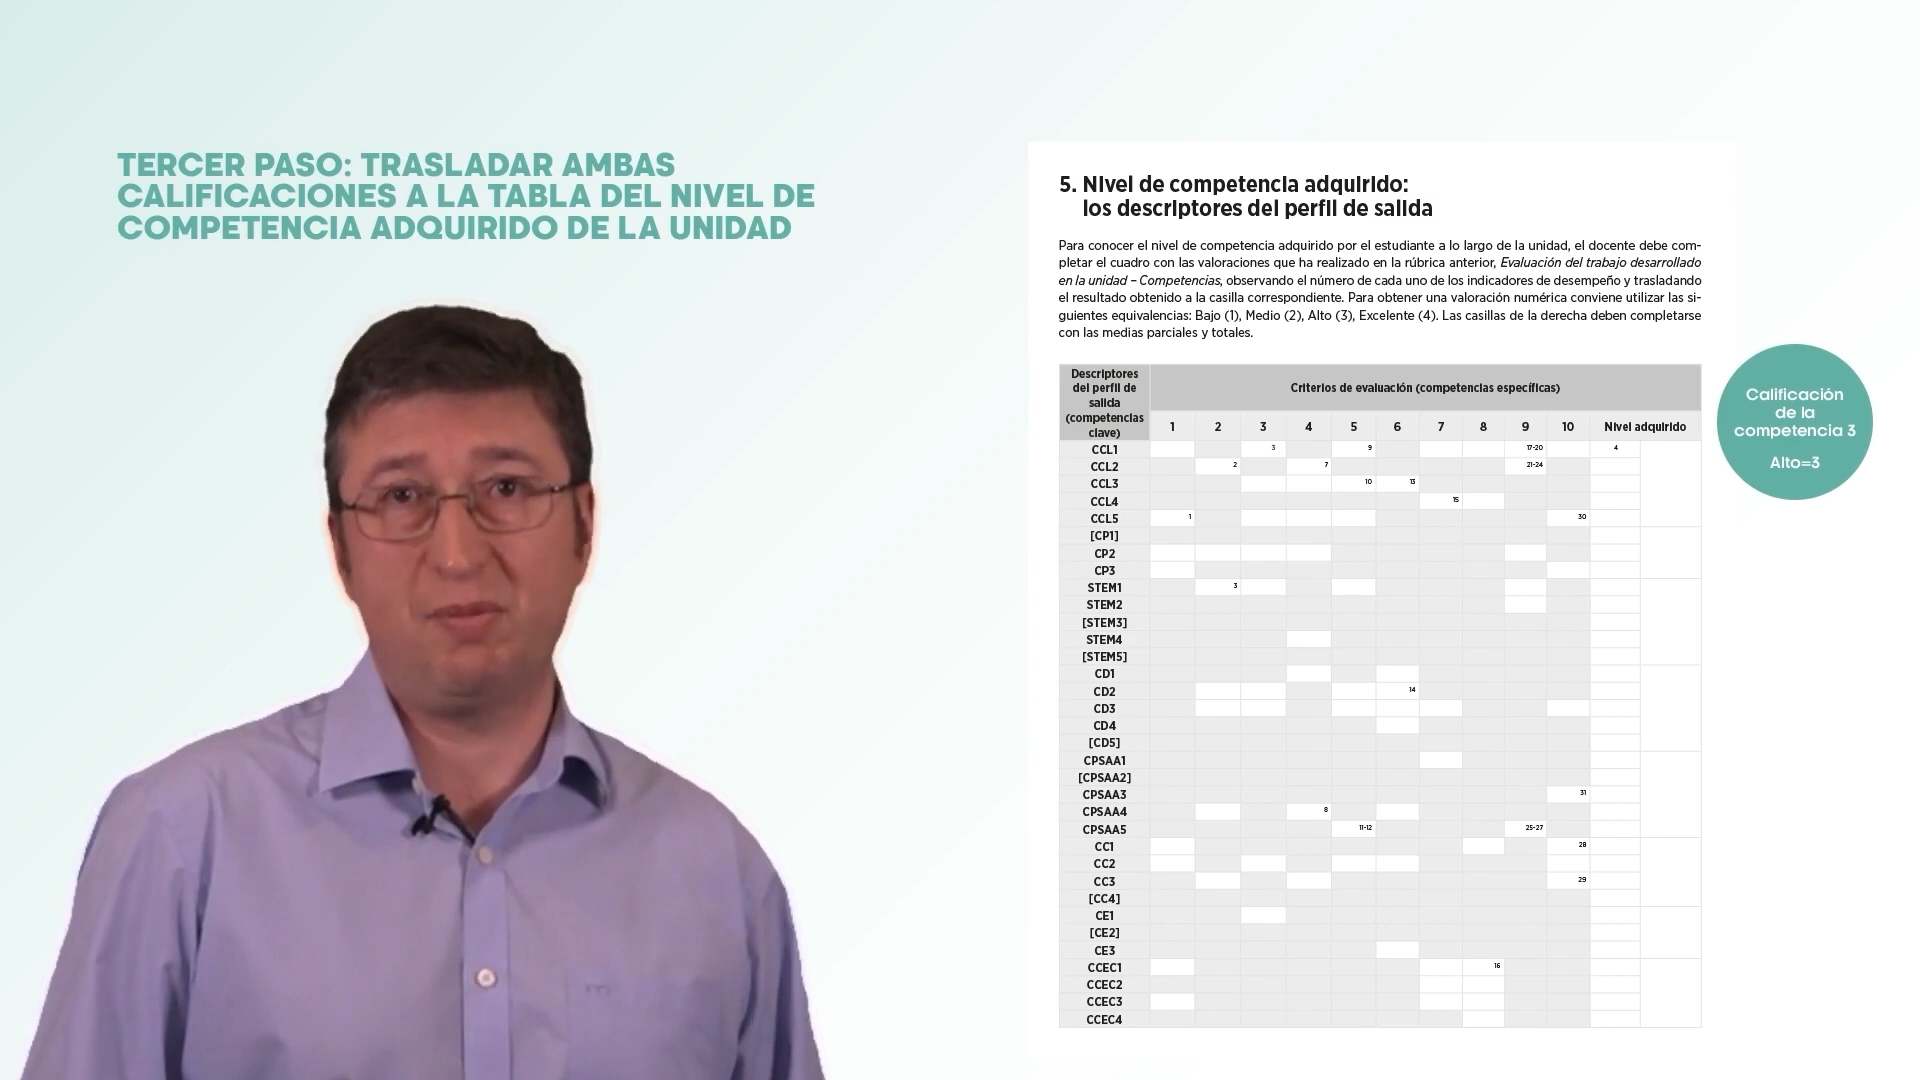 TERCER PASO: TRASLADAR AMBAS
CALIFICACIONES A LA TABLA DEL NIVEL DE
COMPETENCIA ADQUIRIDO DE LA UNIDAD
5. Nivel de competencia adquirido:
los descriptores del perfil de salida
Para conocer el nivel de competencia adquirido por el estudiante a lo largo de la unidad, el docente debe com-
pletar el cuadro con las valoraciones que ha realizado en la rúbrica anterior, Evaluación del trabajo desarrollado
en la unidad – Competencias, observando el número de cada uno de los indicadores de desempeño y trasladando
el resultado obtenido a la casilla correspondiente. Para obtener una valoración numérica conviene utilizar las si-
guientes equivalencias: Bajo (1), Medio (2), Alto (3), Excelente (4). Las casillas de la derecha deben completarse
con las medias parciales y totales.
Descriptores
del perfil de
salida
(competencias
clave)
Criterios de evaluación (competencias específicas)
1 2 3 4 5 6 7 8 9 10 Nivel adquirido
CCL1 3 9 17-20 4
CCL2 2 7 21-24
CCL3 10 13
CCL4 15
CCL5 1 30
[CP1]
CP2
CP3
STEM1 3
STEM2
[STEM3]
STEM4
[STEM5]
CD1
CD2 14
CD3
CD4
[CD5]
CPSAA1
[CPSAA2]
CPSAA3 31
CPSAA4 8
CPSAA5 11-12 25-27
CC1 28
CC2
CC3 29
[CC4]
CE1
[CE2]
CE3
CCEC1 16
CCEC2
CCEC3
CCEC4
Calificación
de la
competencia 3
Alto=3